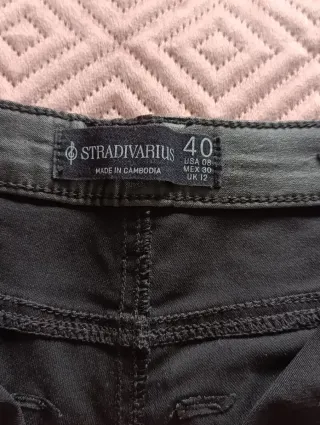 STRADIVARIUS
MADE IN CAMBODIA
40
USA 08
MEX 30
UK 12